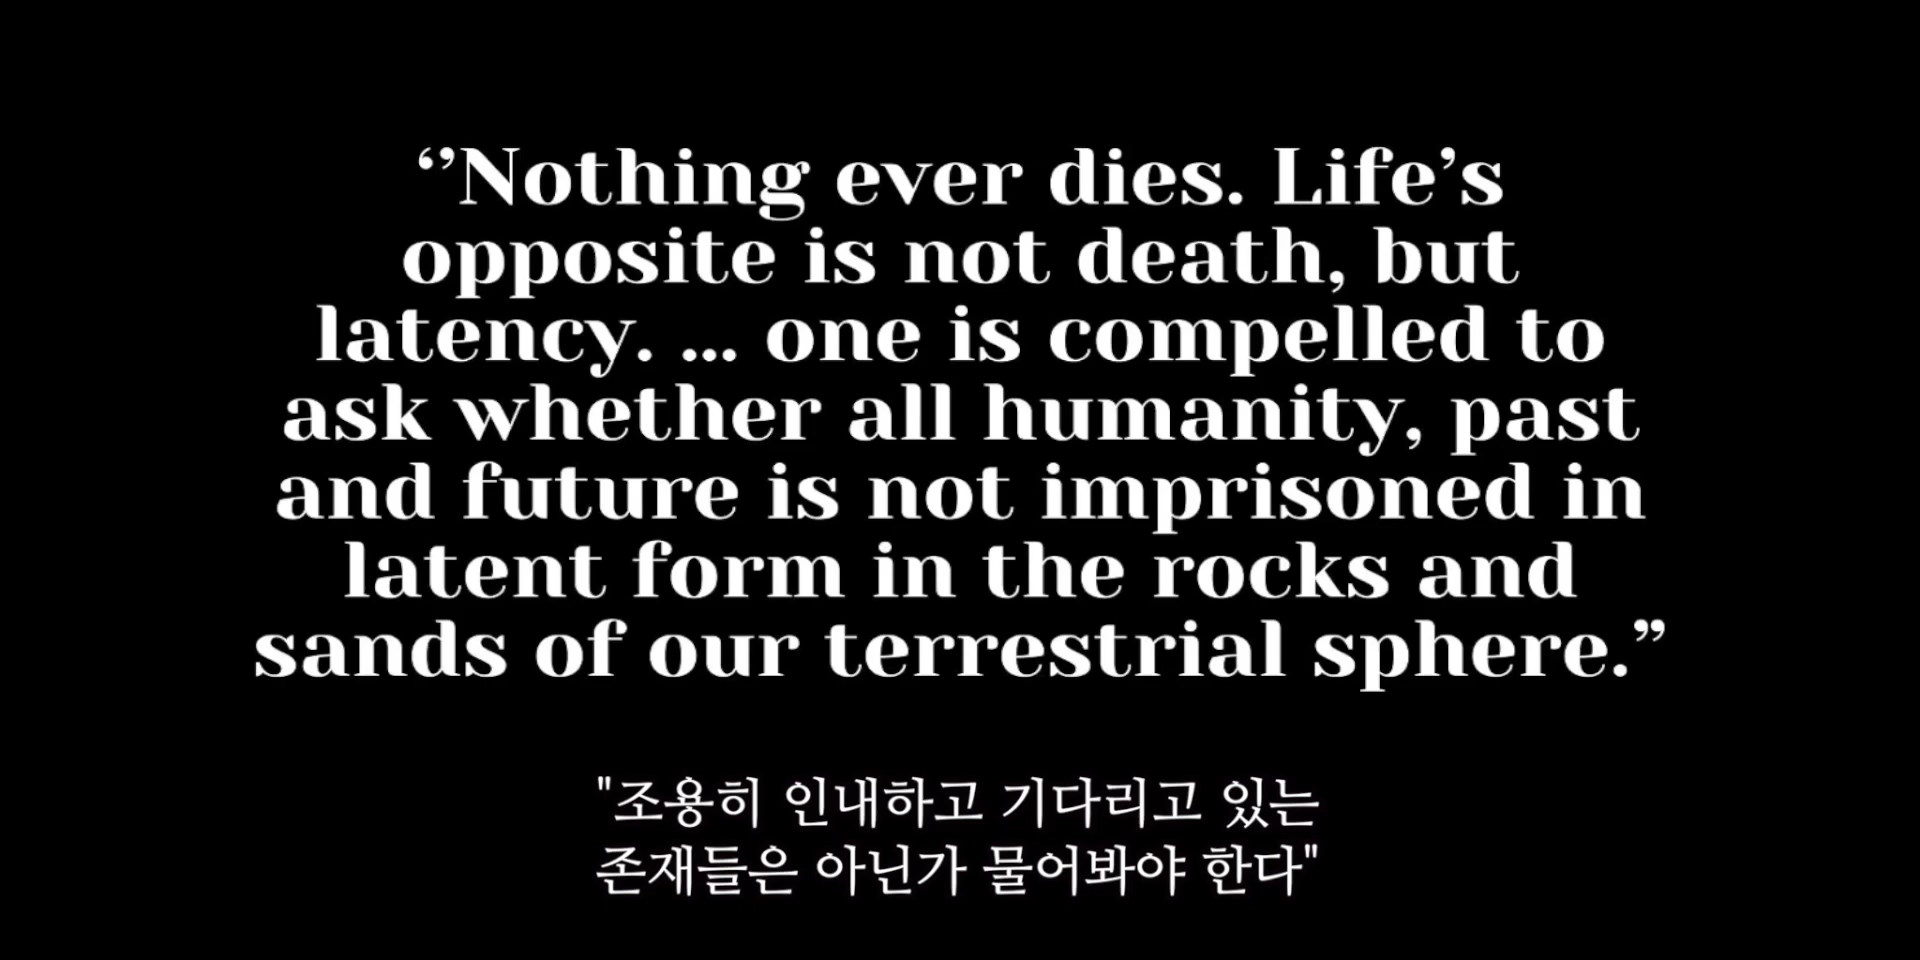 ‘’Nothing ever dies. Life’s
opposite is not death, but
latency. ... one is compelled to
ask whether all humanity, past
and future is not imprisoned in
latent form in the rocks and
sands of our terrestrial sphere.”
"조용히 인내하고 기다리고 있는
존재들은 아닌가 물어봐야 한다"